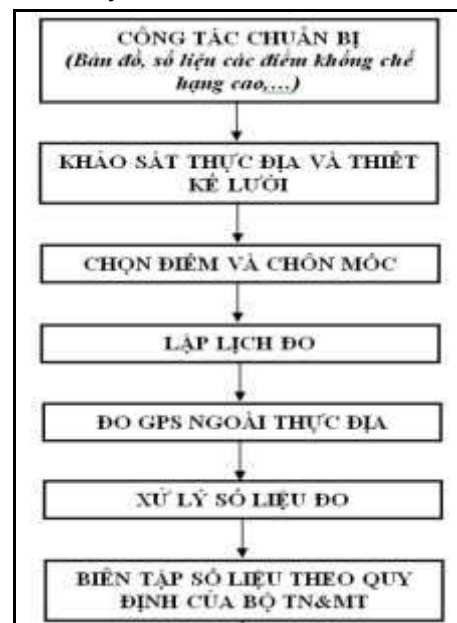 CÔNG TÁC CHUẨN BỊ
(Bản đồ, số liệu các điểm khống chế
hạng cao,...)
KHẢO SÁT THỰC ĐỊA VÀ THIẾT
KẾ LƯỚI
CHỌN ĐIỂM VÀ CHÔN MỐC
LẬP LỊCH ĐO
ĐO GPS NGOÀI THỰC ĐỊA
XỬ LÝ SỐ LIỆU ĐO
BIÊN TẬP SỐ LIỆU THEO QUY
ĐỊNH CỦA BỘ TN&MT